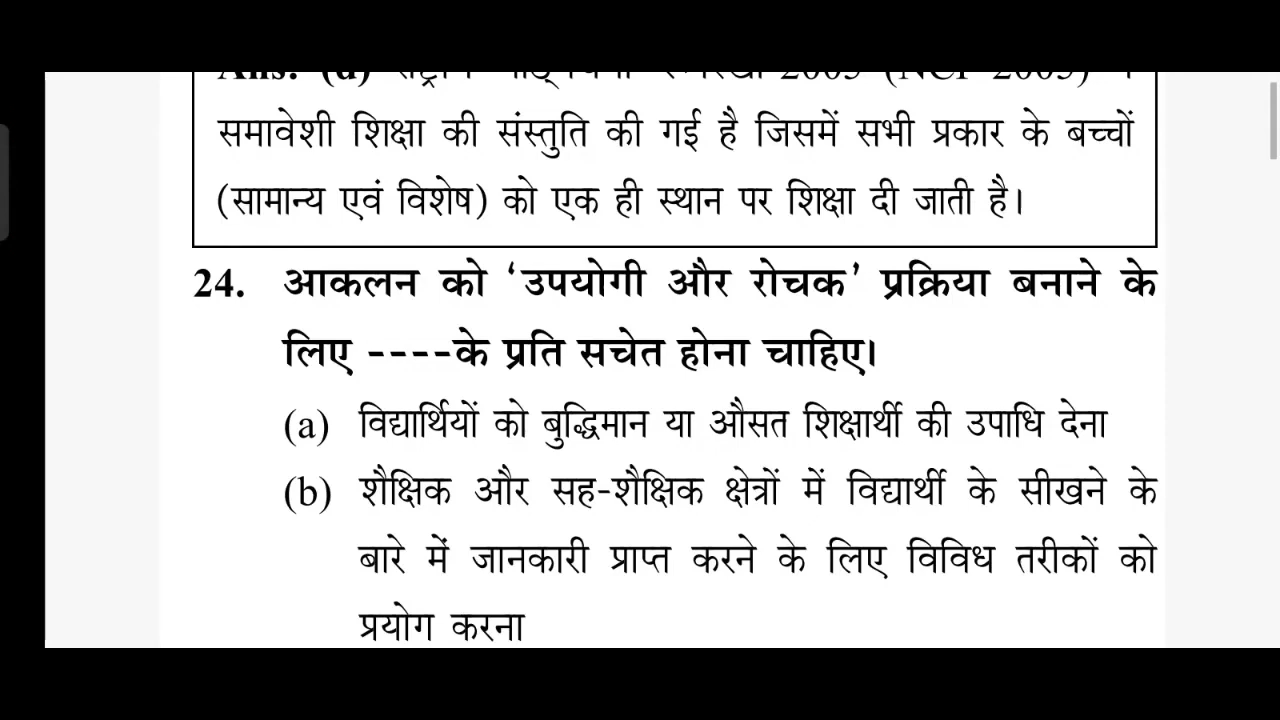 समावेशी शिक्षा की संस्तुति की गई है जिसमें सभी प्रकार के बच्चों
(सामान्य एवं विशेष) को एक ही स्थान पर शिक्षा दी जाती है।
24. आकलन को ‘उपयोगी और रोचक’ प्रक्रिया बनाने के
लिए ----के प्रति सचेत होना चाहिए।
(a) विद्यार्थियों को बुद्धिमान या औसत शिक्षार्थी की उपाधि देना
(b) शैक्षिक और सह-शैक्षिक क्षेत्रों में विद्यार्थी के सीखने के
बारे में जानकारी प्राप्त करने के लिए विविध तरीकों को
प्रयोग करना